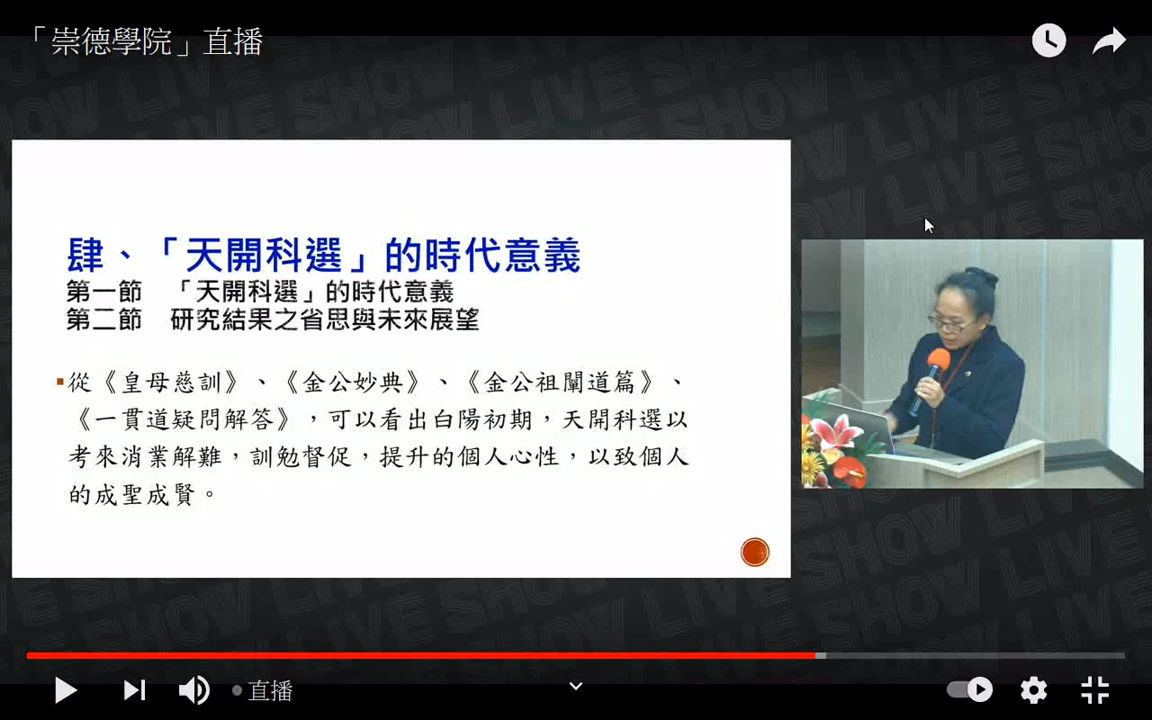 「崇德學院」直播
肆、「天開科選」的時代意義
第一節　「天開科選」的時代意義
第二節　研究結果之省思與未來展望
從《皇母慈訓》、《金公妙典》、《金公祖闡道篇》、
《一貫道疑問解答》，可以看出白陽初期，天開科選以
考來消業解難，訓勉督促，提升的個人心性，以致個人
的成聖成賢。
直播
LIVE SHOW LIVE SHOW